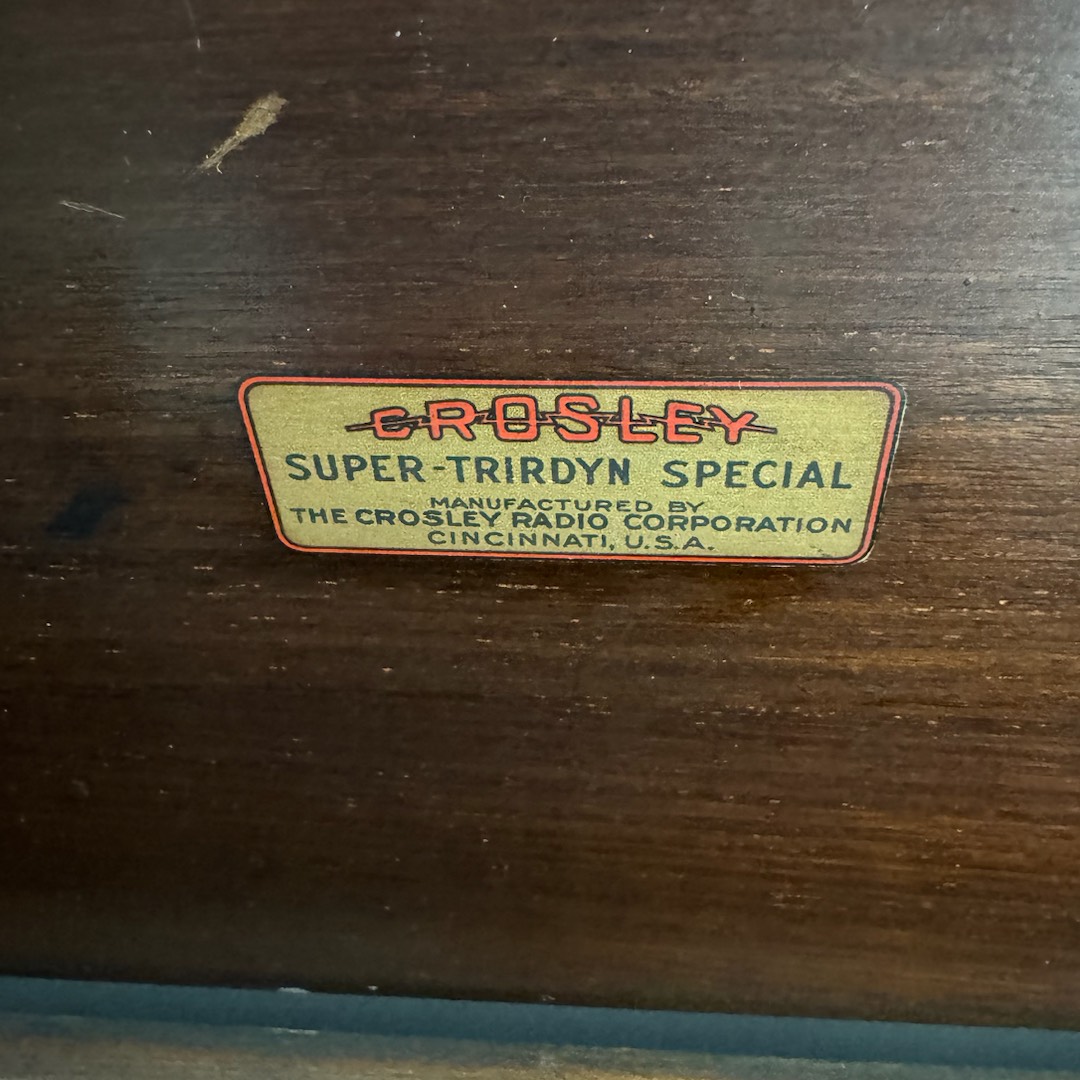 CROSLEY
SUPER-TRIRDYN SPECIAL
MANUFACTURED BY
THE CROSLEY RADIO CORPORATION
CINCINNATI, U.S.A.